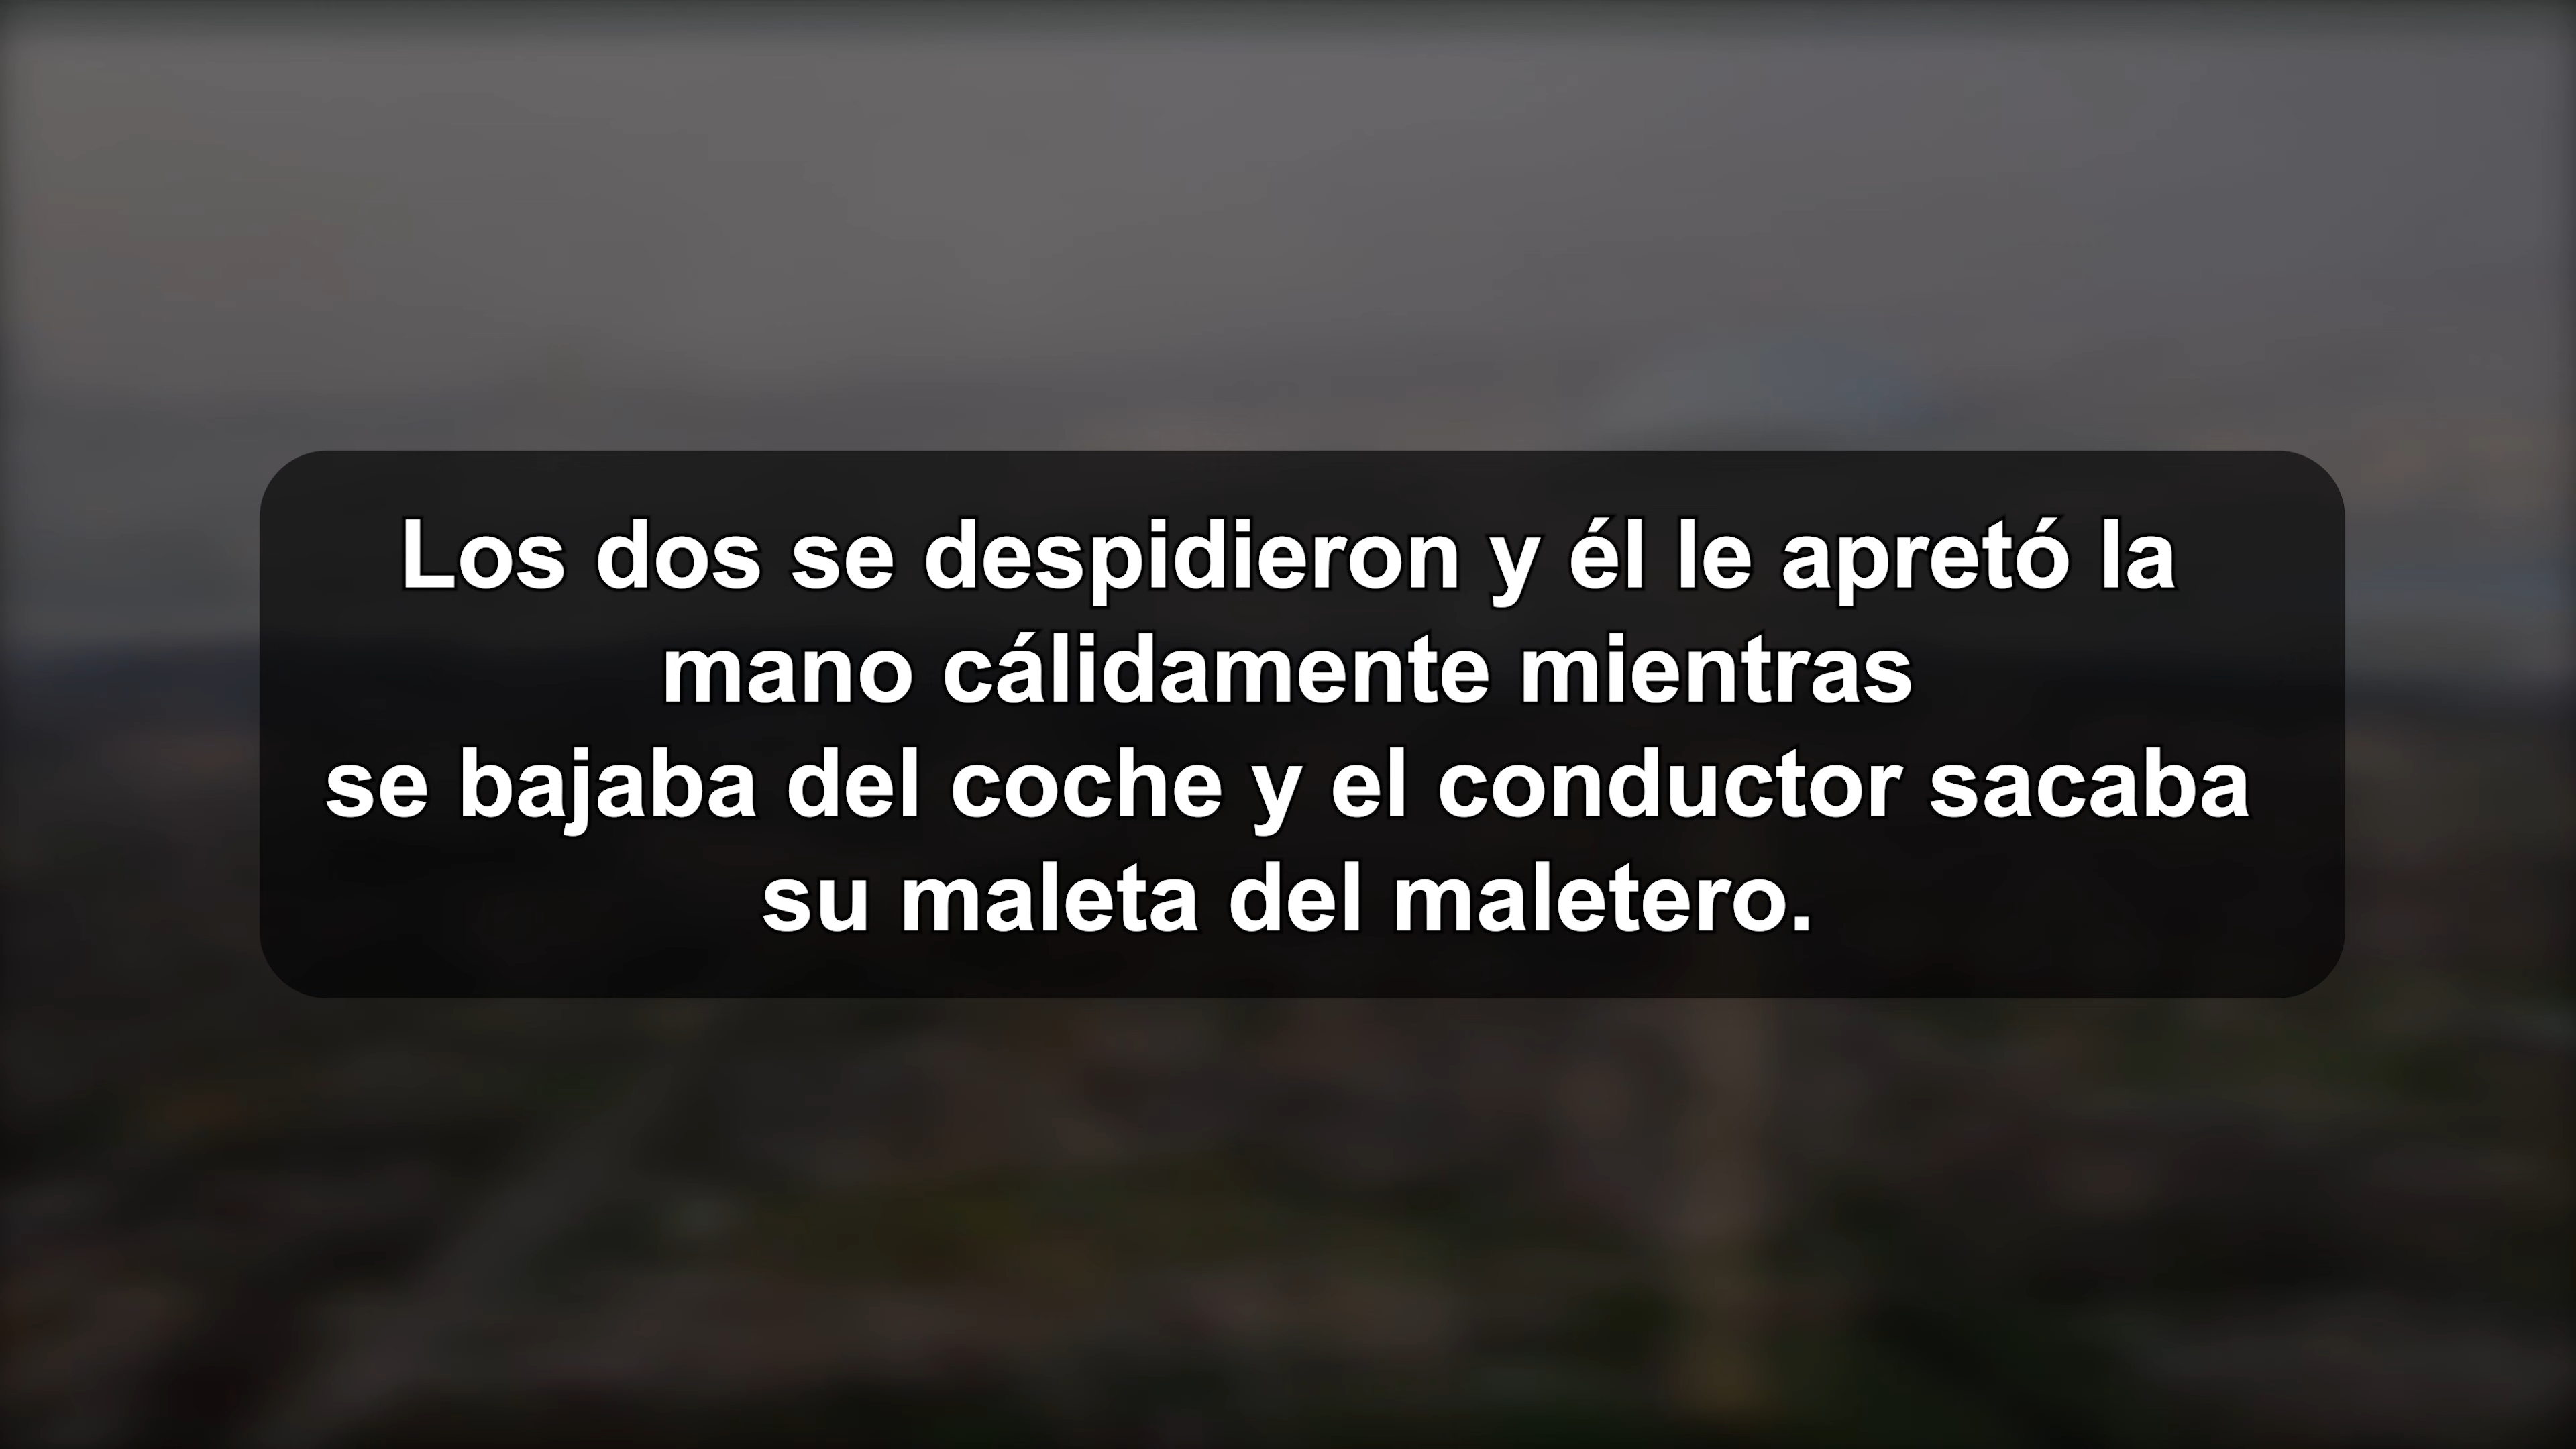 Los dos se despidieron y él le apretó la
mano cálidamente mientras
se bajaba del coche y el conductor sacaba
su maleta del maletero.